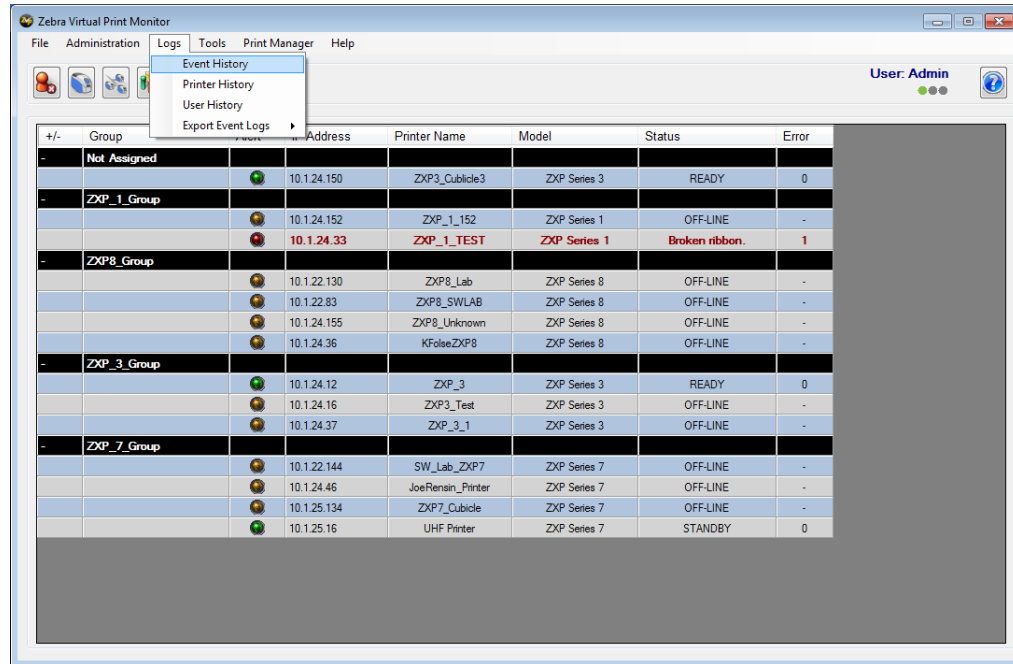 Zebra Virtual Print Monitor
File Administration Logs Tools Print Manager Help
Event History
Printer History
User History
Export Event Logs
User: Admin
+/- Group Address Printer Name Model Status Error
- Not Assigned
10.1.24.150 ZXP3_Cublicle3 ZXP Series 3 READY 0
- ZXP_1_Group
10.1.24.152 ZXP_1_152 ZXP Series 1 OFF-LINE -
10.1.24.33 ZXP_1_TEST ZXP Series 1 Broken ribbon. 1
- ZXP8_Group
10.1.22.130 ZXP8_Lab ZXP Series 8 OFF-LINE -
10.1.22.83 ZXP8_SWLAB ZXP Series 8 OFF-LINE -
10.1.24.155 ZXP8_Unknown ZXP Series 8 OFF-LINE -
10.1.24.36 KFolseZXP8 ZXP Series 8 OFF-LINE -
- ZXP_3_Group
10.1.24.12 ZXP_3 ZXP Series 3 READY 0
10.1.24.16 ZXP3_Test ZXP Series 3 OFF-LINE -
10.1.24.37 ZXP_3_1 ZXP Series 3 OFF-LINE -
- ZXP_7_Group
10.1.22.144 SW_Lab_ZXP7 ZXP Series 7 OFF-LINE -
10.1.24.46 JoeRensin_Printer ZXP Series 7 OFF-LINE -
10.1.25.134 ZXP7_Cubicle ZXP Series 7 OFF-LINE -
10.1.25.16 UHF Printer ZXP Series 7 STANDBY 0